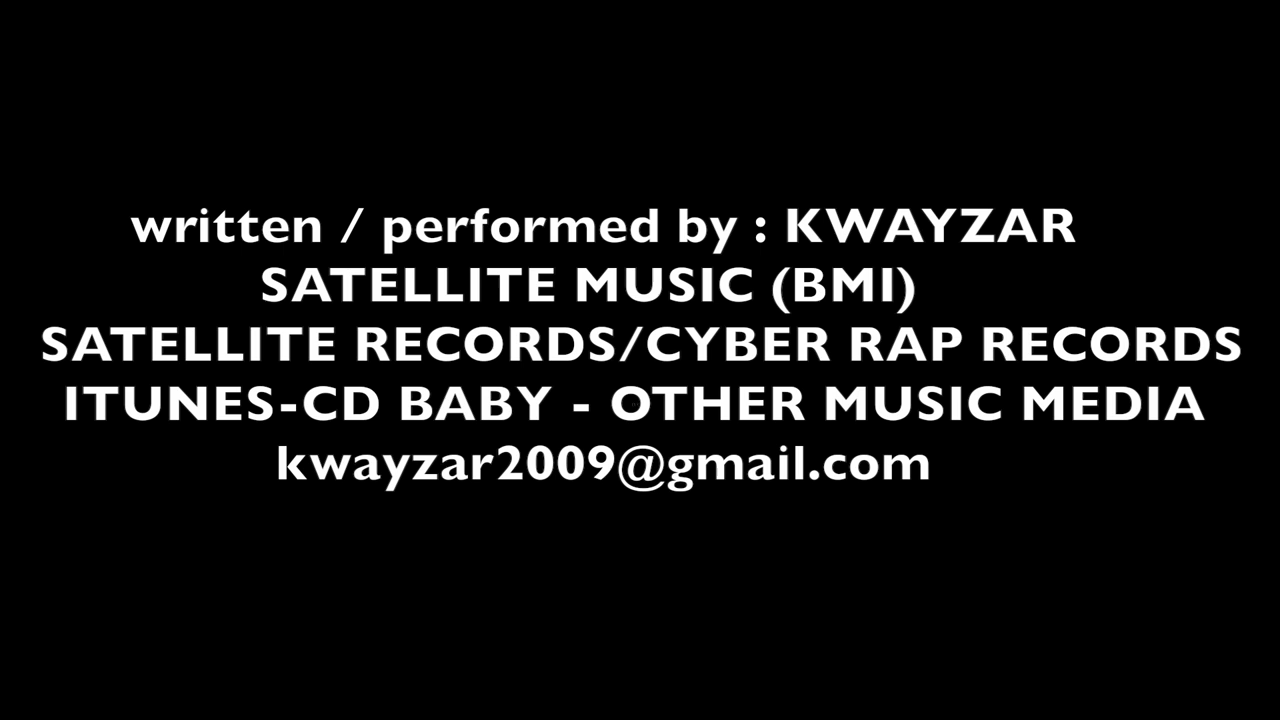 written / performed by : KWAYZAR
SATELLITE MUSIC (BMI)
SATELLITE RECORDS/CYBER RAP RECORDS
ITUNES-CD BABY - OTHER MUSIC MEDIA
kwayzar2009@gmail.com